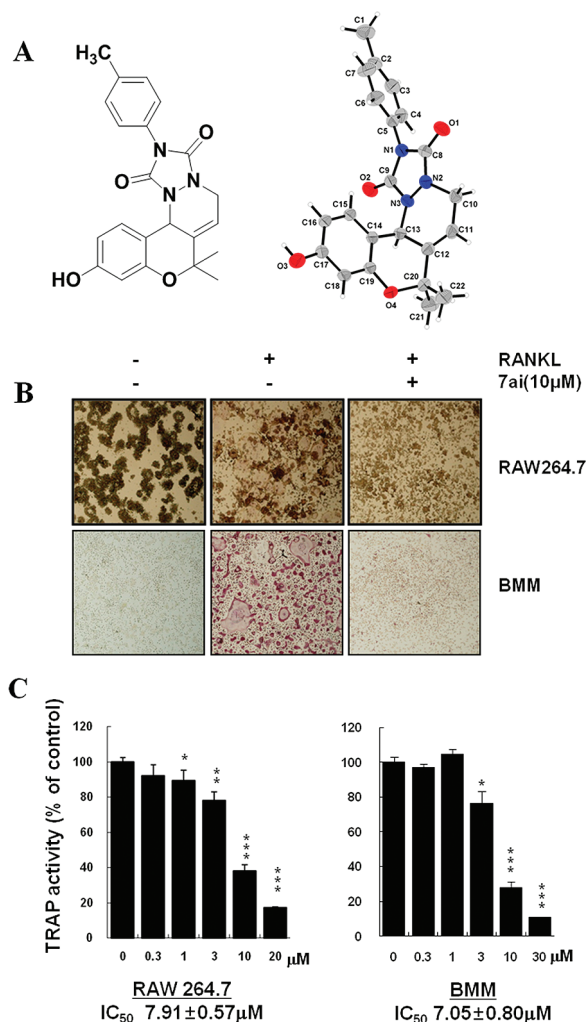 A
H₃C
N
O
O
N
N
HO
O
C1
C2
C7
C3
C6
C4
C5
O1
N1
C8
C9
O2
N2
N3
C10
C15
C16
C14
C13
C11
C17
C12
O3
C18
C19
C20
O4
C22
C21
B
- + + RANKL
- - + 7ai(10μM)
RAW264.7
BMM
C
TRAP activity (% of control)
120
100
80
60
40
20
0
*
**
***
***
0 0.3 1 3 10 20 μM
RAW 264.7
IC₅₀ 7.91±0.57μM
120
100
80
60
40
20
0
*
***
***
0 0.3 1 3 10 30 μM
BMM
IC₅₀ 7.05±0.80μM